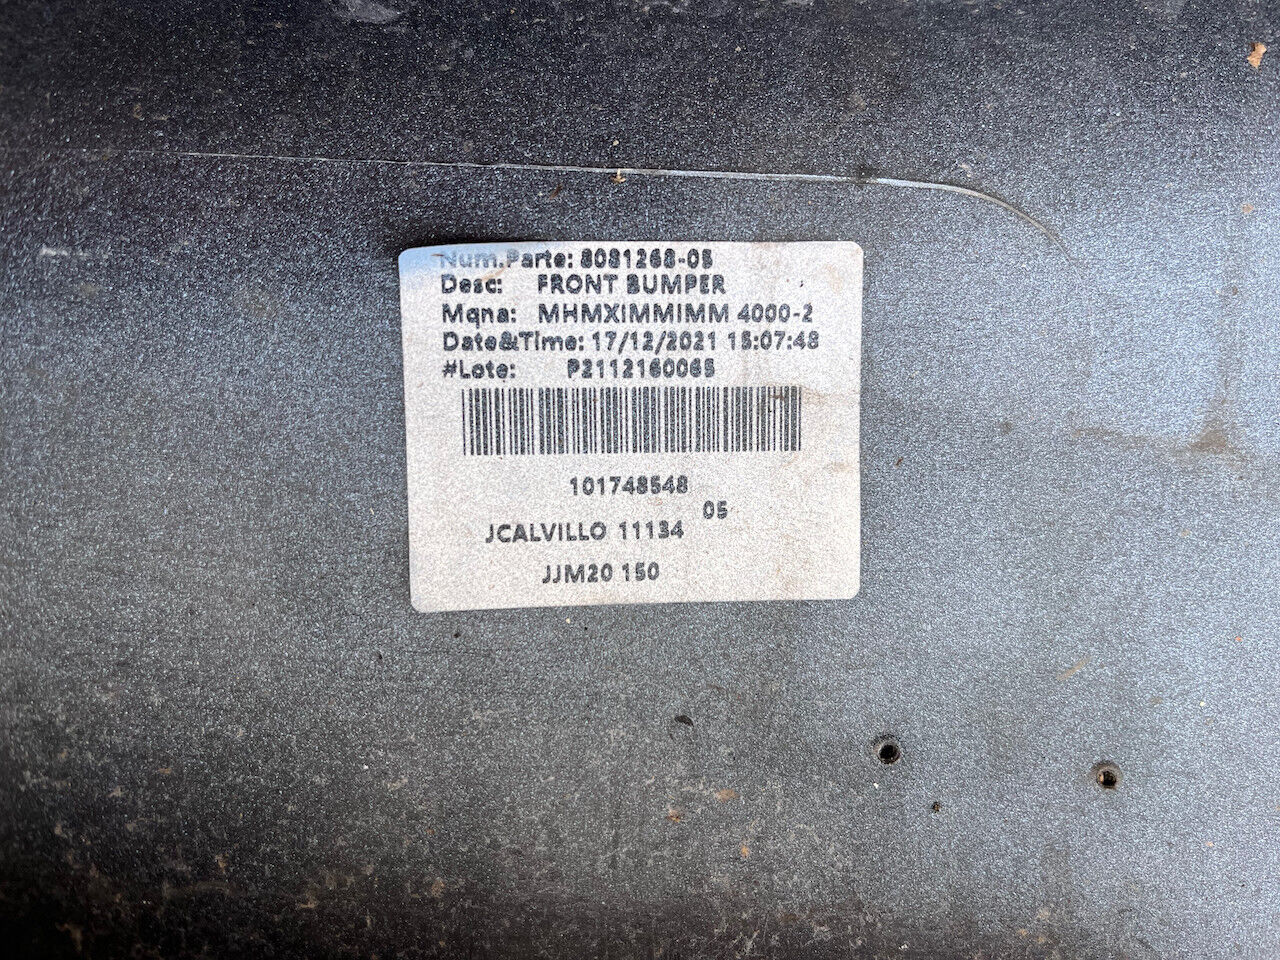 Num.Parte: 8081268-05
Desc: FRONT BUMPER
Mqna: MHMXIMMIMM 4000-2
Date&Time: 17/12/2021 15:07:48
#Lote: P2112160065
101748548
05
JCALVILLO 11134
JJM20 150